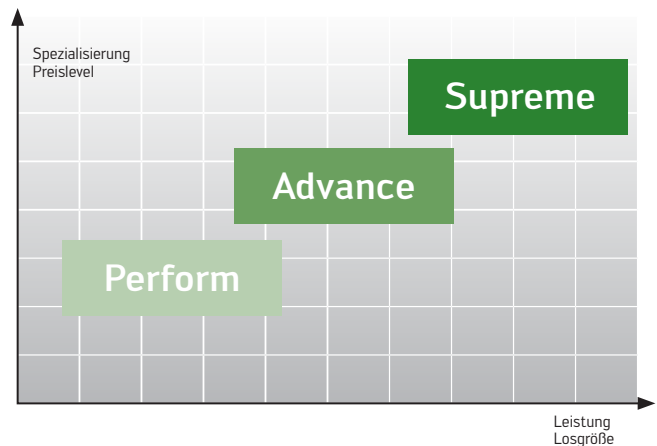 Spezialisierung
Preislevel
Supreme
Advance
Perform
Leistung
Losgröße